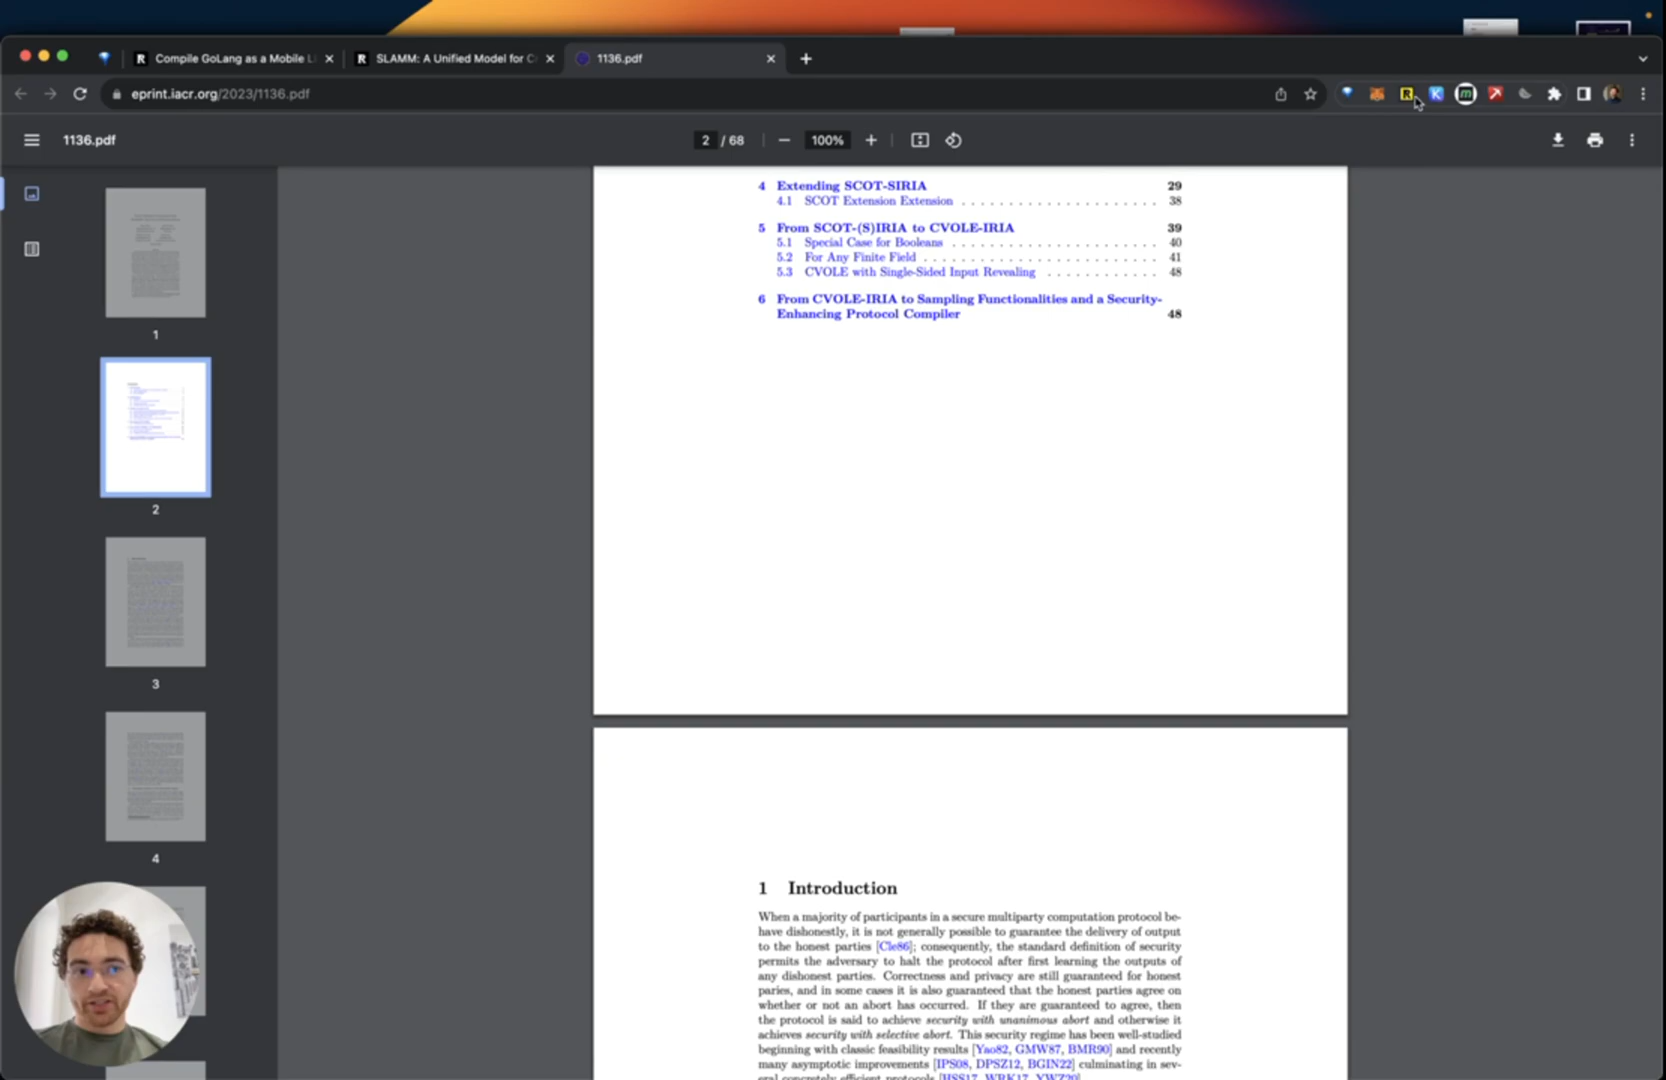 Compile GoLang as a Mobile L
SLAMM: A Unified Model for C
1136.pdf
eprint.iacr.org/2023/1136.pdf
1136.pdf
2 / 68
100%
1
2
3
4
4 Extending SCOT-SIRIA 29
4.1 SCOT Extension Extension . . . . . . . . . . . . . . . . . . . . . 38
5 From SCOT-(S)IRIA to CVOLE-IRIA 39
5.1 Special Case for Booleans . . . . . . . . . . . . . . . . . . . . . . 40
5.2 For Any Finite Field . . . . . . . . . . . . . . . . . . . . . . . . . 41
5.3 CVOLE with Single-Sided Input Revealing . . . . . . . . . . . . 48
6 From CVOLE-IRIA to Sampling Functionalities and a Security-
Enhancing Protocol Compiler 48
1 Introduction
When a majority of participants in a secure multiparty computation protocol be-
have dishonestly, it is not generally possible to guarantee the delivery of output
to the honest parties [Cle86]; consequently, the standard definition of security
permits the adversary to halt the protocol after first learning the outputs of
any dishonest parties. Correctness and privacy are still guaranteed for honest
paries, and in some cases it is also guaranteed that the honest parties agree on
whether or not an abort has occurred. If they are guaranteed to agree, then
the protocol is said to achieve security with unanimous abort and otherwise it
achieves security with selective abort. This security regime has been well-studied
beginning with classic feasibility results [Yao82, GMW87, BMR90] and recently
many asymptotic improvements [IPS08, DPSZ12, BGIN22] culminating in sev-
eral concretely efficient protocols [HSS17, WRK17, YWZ20].